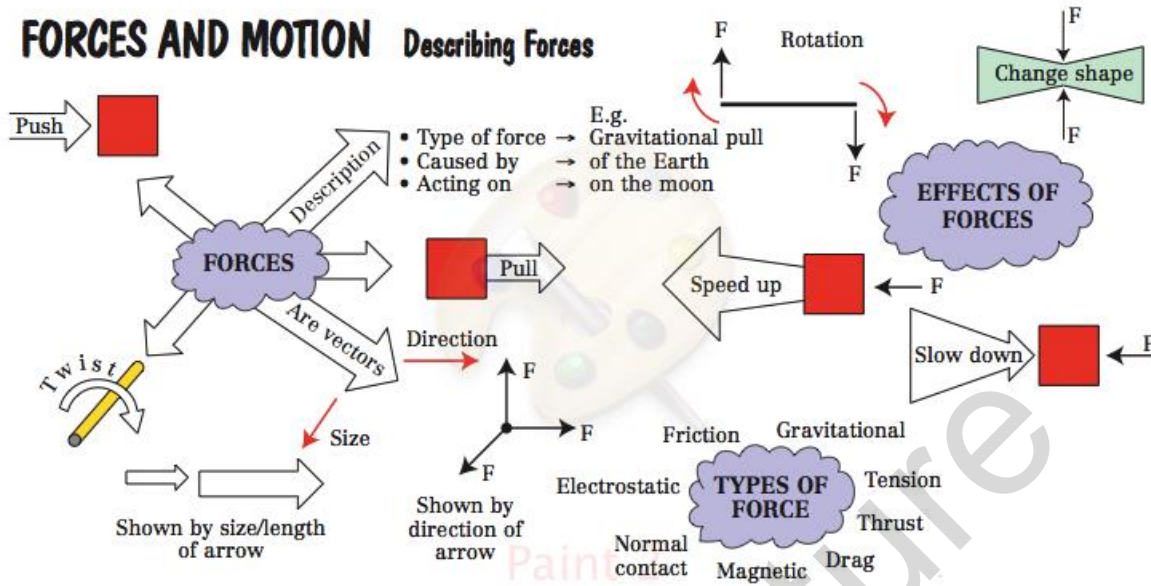 FORCES AND MOTION Describing Forces
Push
Description
• Type of force → Gravitational pull
E.g.
• Caused by → of the Earth
• Acting on → on the moon
F
Rotation
F
F
Change shape
F
EFFECTS OF
FORCES
FORCES
Pull
Speed up
F
Are vectors
Direction
Slow down
F
Twist
Size
F
F
F
Shown by size/length
of arrow
Shown by
direction of
arrow
Friction
Gravitational
Electrostatic
TYPES OF
FORCE
Tension
Thrust
Normal
contact
Magnetic
Drag
Paint
ture